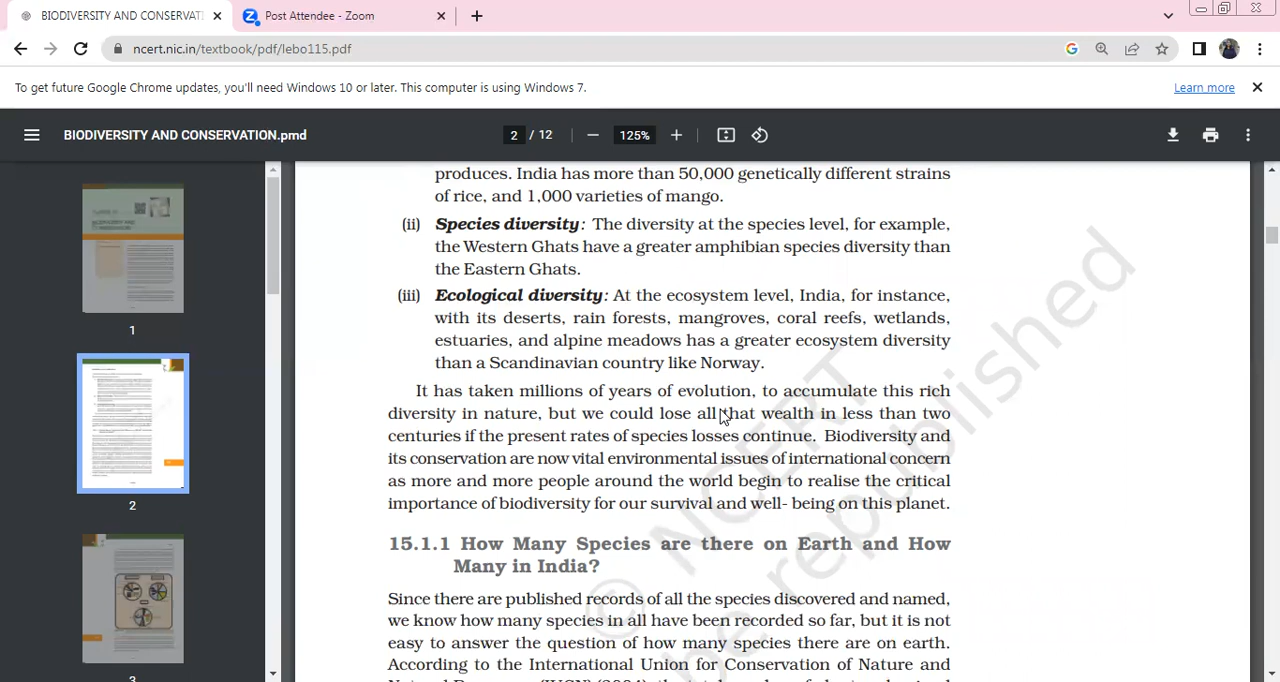 BIODIVERSITY AND CONSERVATI
Post Attendee - Zoom
ncert.nic.in/textbook/pdf/lebo115.pdf
To get future Google Chrome updates, you'll need Windows 10 or later. This computer is using Windows 7.
Learn more
BIODIVERSITY AND CONSERVATION.pmd
2 / 12
125%
1
2
3
produces. India has more than 50,000 genetically different strains
of rice, and 1,000 varieties of mango.
(ii) Species diversity: The diversity at the species level, for example,
the Western Ghats have a greater amphibian species diversity than
the Eastern Ghats.
(iii) Ecological diversity: At the ecosystem level, India, for instance,
with its deserts, rain forests, mangroves, coral reefs, wetlands,
estuaries, and alpine meadows has a greater ecosystem diversity
than a Scandinavian country like Norway.
It has taken millions of years of evolution, to accumulate this rich
diversity in nature, but we could lose all that wealth in less than two
centuries if the present rates of species losses continue. Biodiversity and
its conservation are now vital environmental issues of international concern
as more and more people around the world begin to realise the critical
importance of biodiversity for our survival and well- being on this planet.
15.1.1 How Many Species are there on Earth and How
Many in India?
Since there are published records of all the species discovered and named,
we know how many species in all have been recorded so far, but it is not
easy to answer the question of how many species there are on earth.
According to the International Union for Conservation of Nature and
© NCERT
be republished